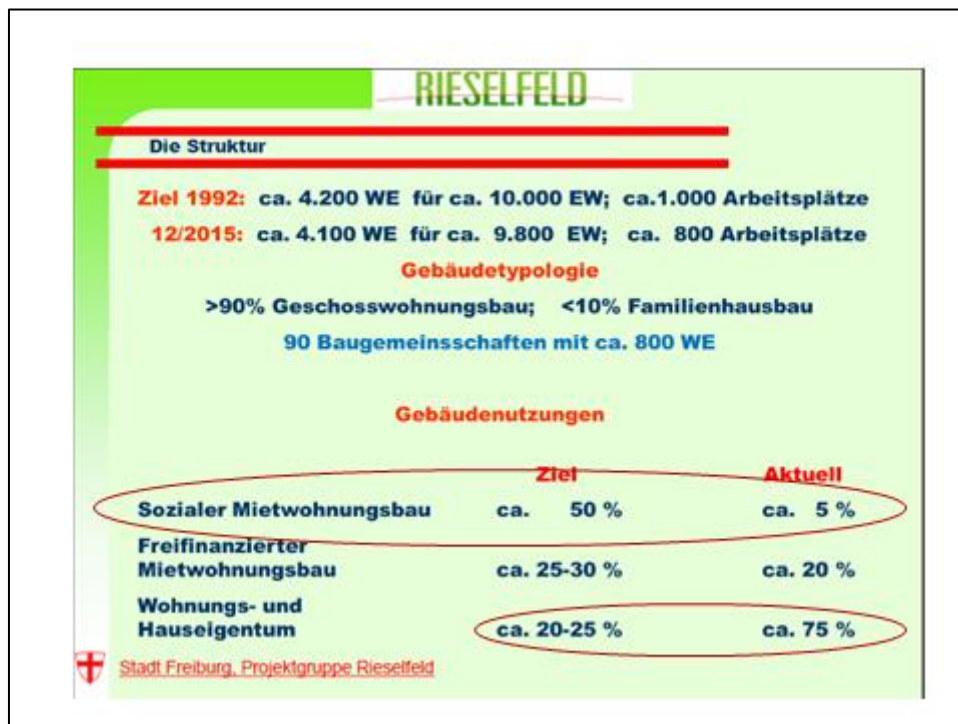 RIESELFELD
Die Struktur
Ziel 1992: ca. 4.200 WE für ca. 10.000 EW; ca.1.000 Arbeitsplätze
12/2015: ca. 4.100 WE für ca. 9.800 EW; ca. 800 Arbeitsplätze
Gebäudetypologie
>90% Geschosswohnungsbau; <10% Familienhausbau
90 Baugemeinsschaften mit ca. 800 WE
Gebäudenutzungen
Ziel Aktuell
Sozialer Mietwohnungsbau ca. 50 % ca. 5 %
Freifinanzierter
Mietwohnungsbau ca. 25-30 % ca. 20 %
Wohnungs- und
Hauseigentum ca. 20-25 % ca. 75 %
Stadt Freiburg, Projektgruppe Rieselfeld